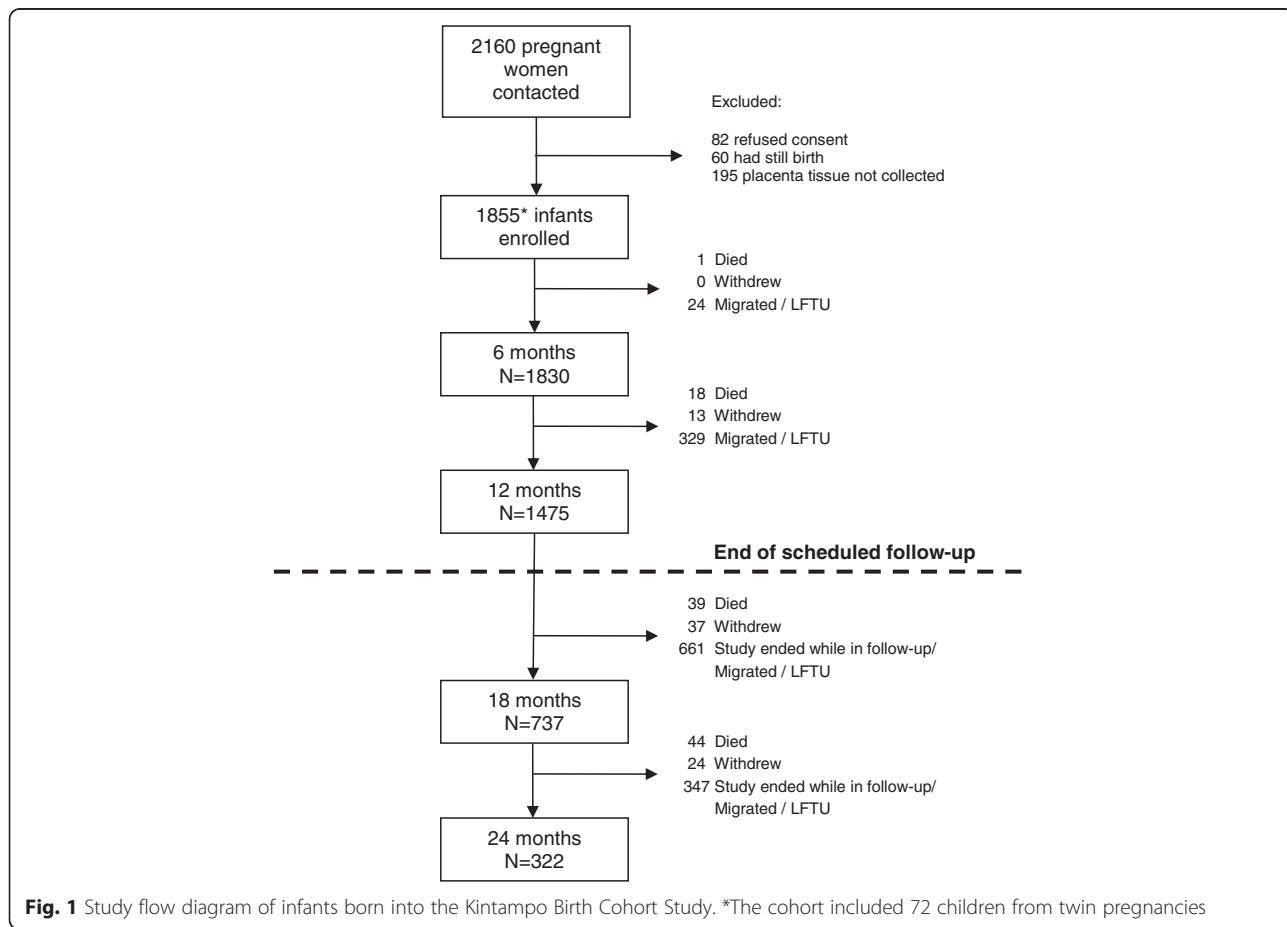 2160 pregnant
women
contacted
Excluded:
82 refused consent
60 had still birth
195 placenta tissue not collected
1855* infants
enrolled
1 Died
0 Withdrew
24 Migrated / LFTU
6 months
N=1830
18 Died
13 Withdrew
329 Migrated / LFTU
12 months
N=1475
End of scheduled follow-up
39 Died
37 Withdrew
661 Study ended while in follow-up/
Migrated / LFTU
18 months
N=737
44 Died
24 Withdrew
347 Study ended while in follow-up/
Migrated / LFTU
24 months
N=322
Fig. 1 Study flow diagram of infants born into the Kintampo Birth Cohort Study. *The cohort included 72 children from twin pregnancies